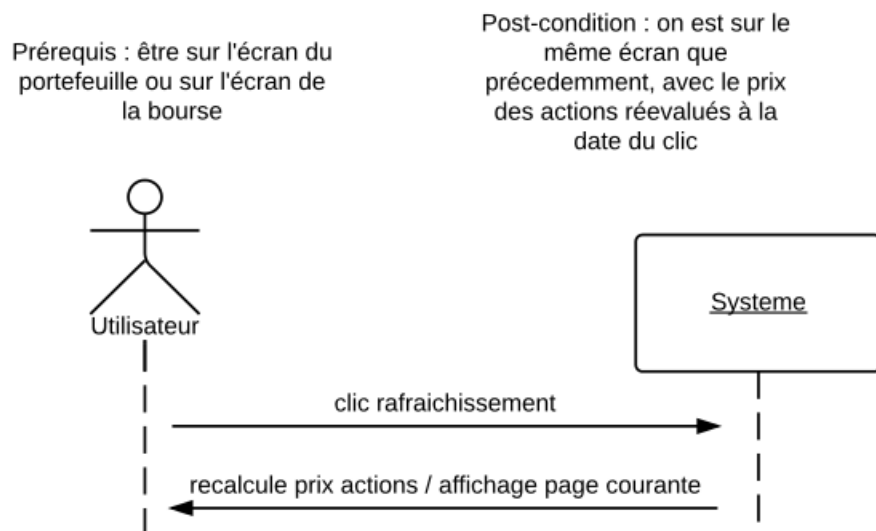 Prérequis : être sur l'écran du
portefeuille ou sur l'écran de
la bourse
Post-condition : on est sur le
même écran que
précedemment, avec le prix
des actions réevalués à la
date du clic
Utilisateur
Systeme
clic rafraichissement
recalcule prix actions / affichage page courante